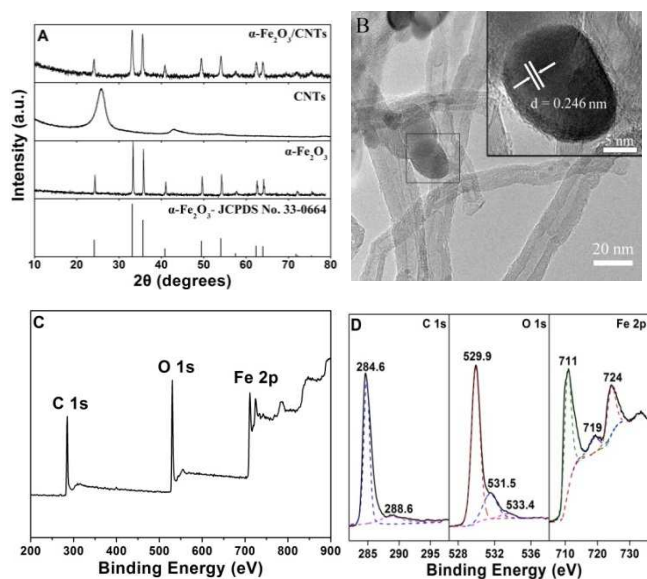 A
α-Fe₂O₃/CNTs
CNTs
α-Fe₂O₃
α-Fe₂O₃- JCPDS No. 33-0664
Intensity (a.u.)
10 20 30 40 50 60 70 80
2θ (degrees)
B
d = 0.246 nm
5 nm
20 nm
C
C 1s
O 1s
Fe 2p
200 300 400 500 600 700 800 900
Binding Energy (eV)
D
C 1s
O 1s
Fe 2p
284.6
288.6
529.9
531.5
533.4
711
719
724
285 290 295 528 532 536 710 720 730
Binding Energy (eV)